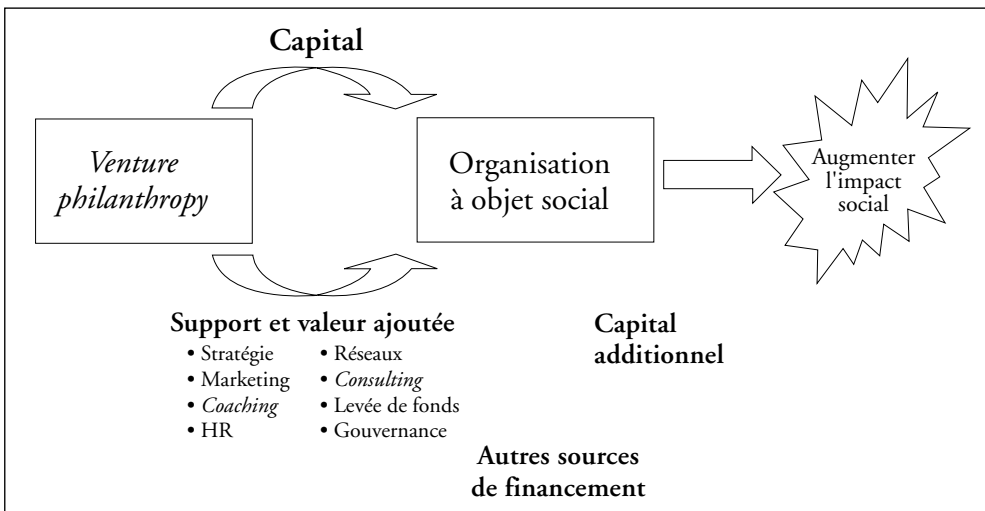 Capital
Venture
philanthropy
Organisation
à objet social
Augmenter
l'impact
social
Support et valeur ajoutée
• Stratégie
• Marketing
• Coaching
• HR
• Réseaux
• Consulting
• Levée de fonds
• Gouvernance
Capital
additionnel
Autres sources
de financement